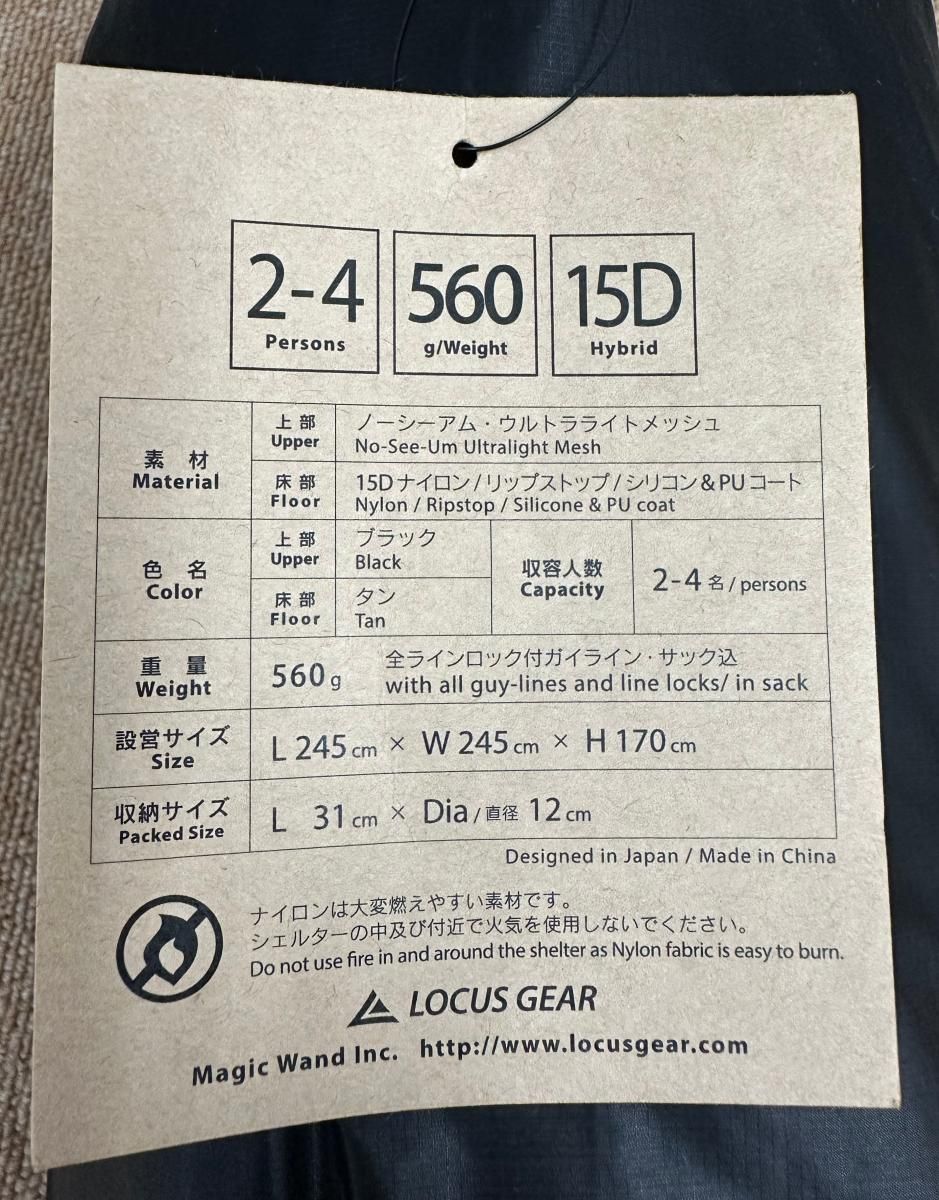 2-4
Persons
560
g/Weight
15D
Hybrid
素 材
Material
上 部
Upper
ノーシーアム・ウルトラライトメッシュ
No-See-Um Ultralight Mesh
床 部
Floor
15D ナイロン / リップストップ / シリコン & PU コート
Nylon / Ripstop / Silicone & PU coat
色 名
Color
上 部
Upper
ブラック
Black
床 部
Floor
タン
Tan
収容人数
Capacity
2-4 名 / persons
重 量
Weight
560 g
全ラインロック付ガイライン・サック込
with all guy-lines and line locks/ in sack
設営サイズ
Size
L 245 cm × W 245 cm × H 170 cm
収納サイズ
Packed Size
L 31 cm × Dia / 直径 12 cm
Designed in Japan / Made in China
ナイロンは大変燃えやすい素材です。
シェルターの中及び付近で火気を使用しないでください。
Do not use fire in and around the shelter as Nylon fabric is easy to burn.
LOCUS GEAR
Magic Wand Inc. http://www.locusgear.com